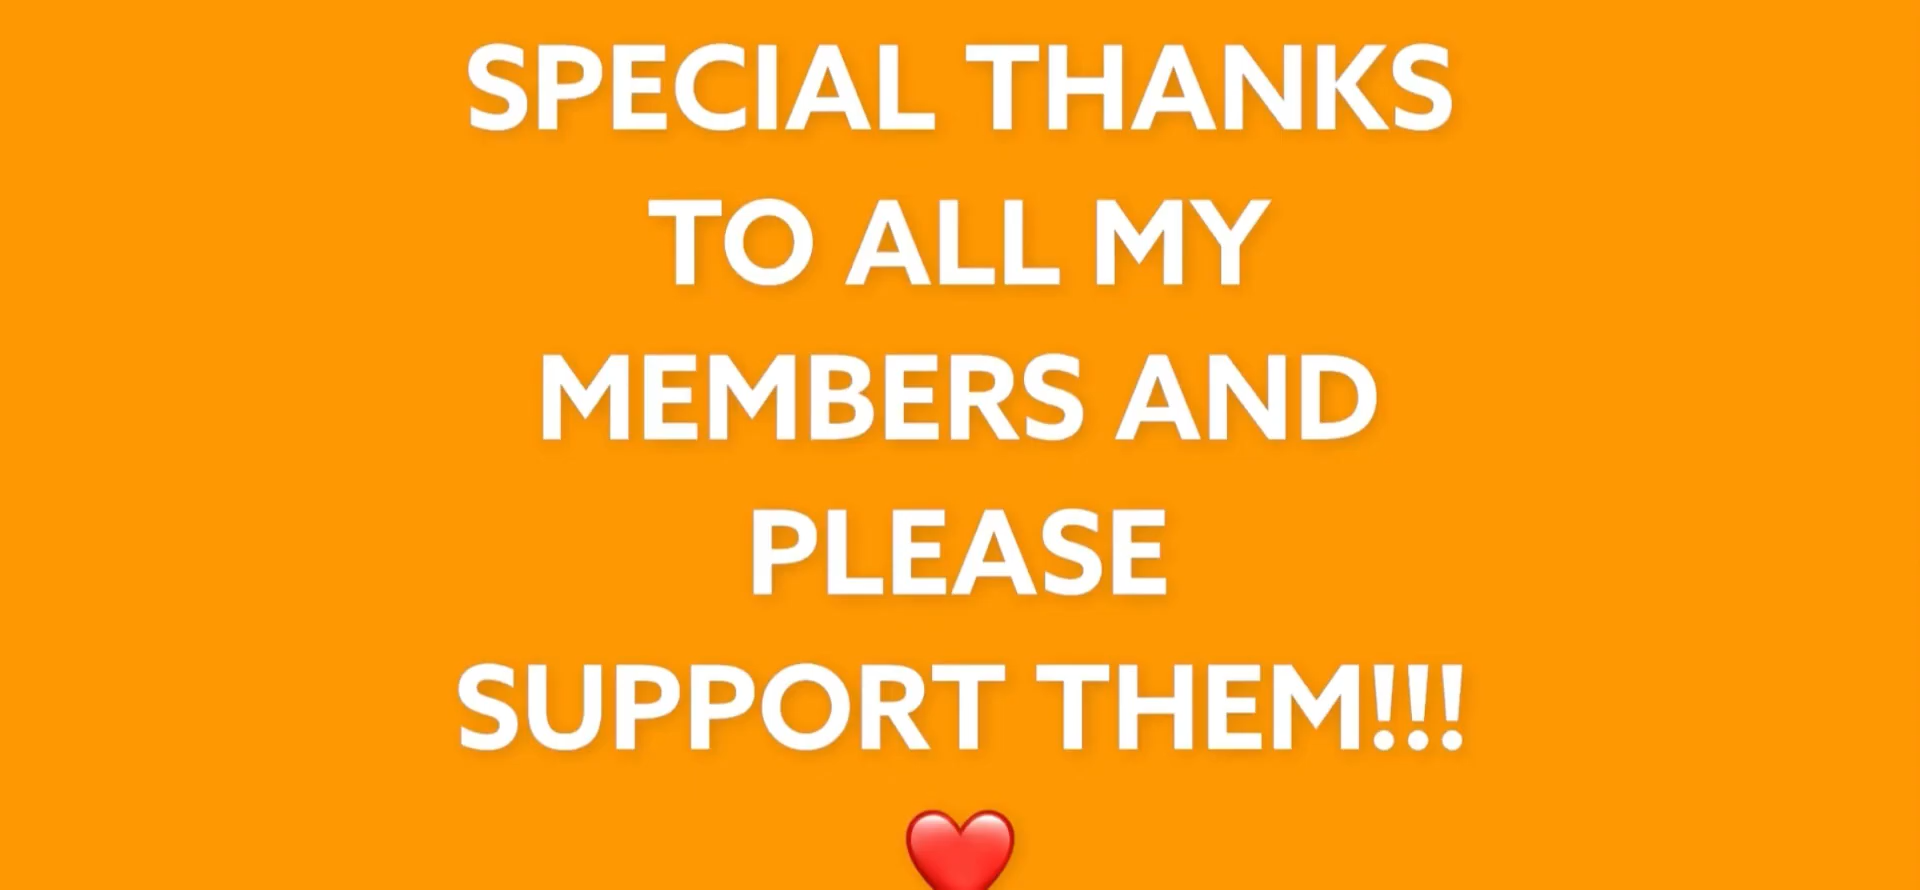 SPECIAL THANKS
TO ALL MY
MEMBERS AND
PLEASE
SUPPORT THEM!!!
❤️